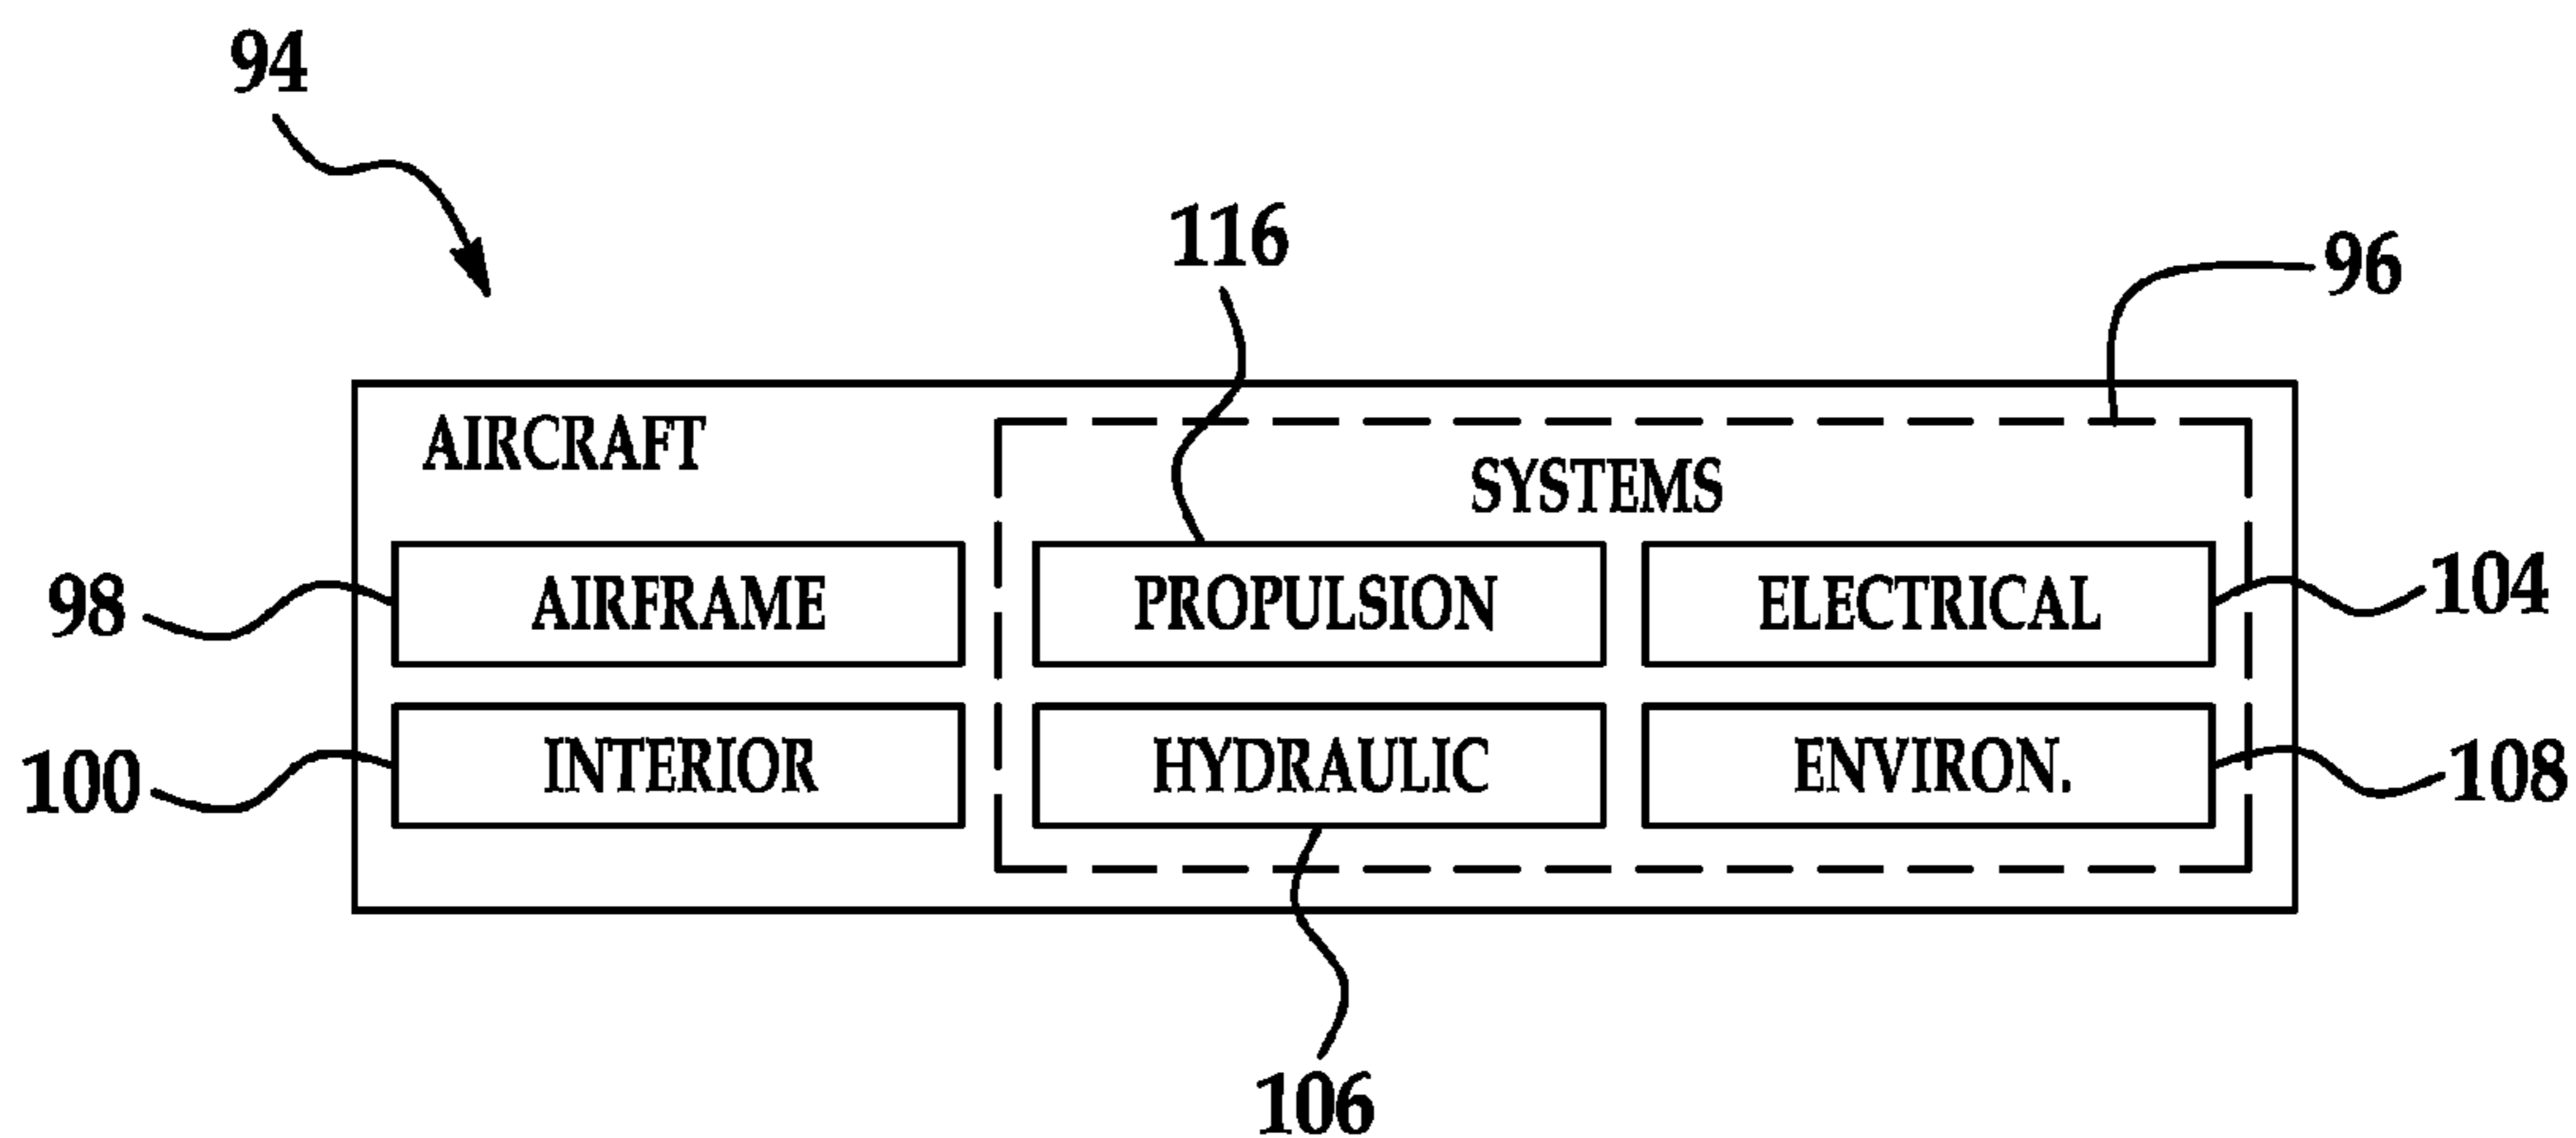 94
116
96
AIRCRAFT
SYSTEMS
98
AIRFRAME
PROPULSION
ELECTRICAL
104
100
INTERIOR
HYDRAULIC
ENVIRON.
108
106